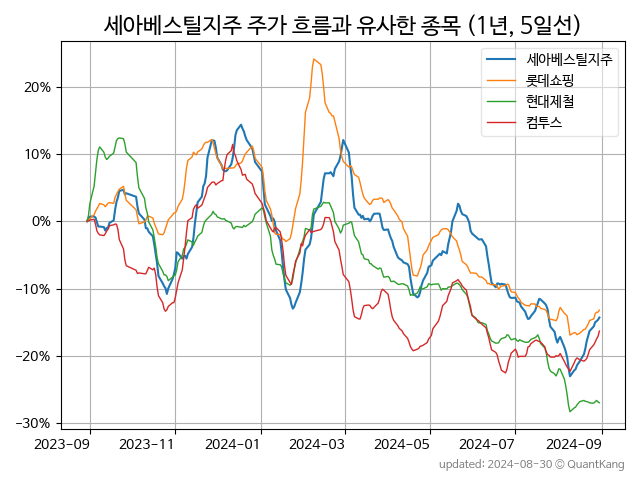 세아베스틸지주 주가 흐름과 유사한 종목 (1년, 5일선)
세아베스틸지주
롯데쇼핑
현대제철
컴투스
20%
10%
0%
−10%
−20%
−30%
2023-09 2023-11 2024-01 2024-03 2024-05 2024-07 2024-09
updated: 2024-08-30 © QuantKang